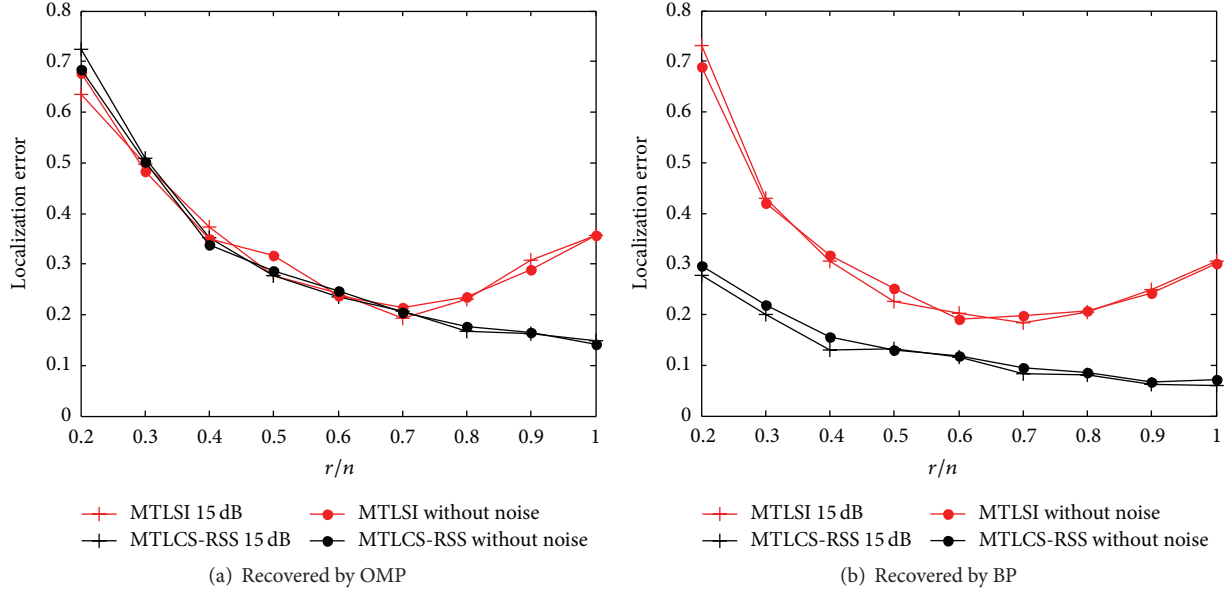 0.8
0.7
0.6
0.5
0.4
0.3
0.2
0.1
0
Localization error
0.2 0.3 0.4 0.5 0.6 0.7 0.8 0.9 1
r/n
MTLSI 15 dB
MTLSI without noise
MTLCS-RSS 15 dB
MTLCS-RSS without noise
(a) Recovered by OMP
0.8
0.7
0.6
0.5
0.4
0.3
0.2
0.1
0
Localization error
0.2 0.3 0.4 0.5 0.6 0.7 0.8 0.9 1
r/n
MTLSI 15 dB
MTLSI without noise
MTLCS-RSS 15 dB
MTLCS-RSS without noise
(b) Recovered by BP